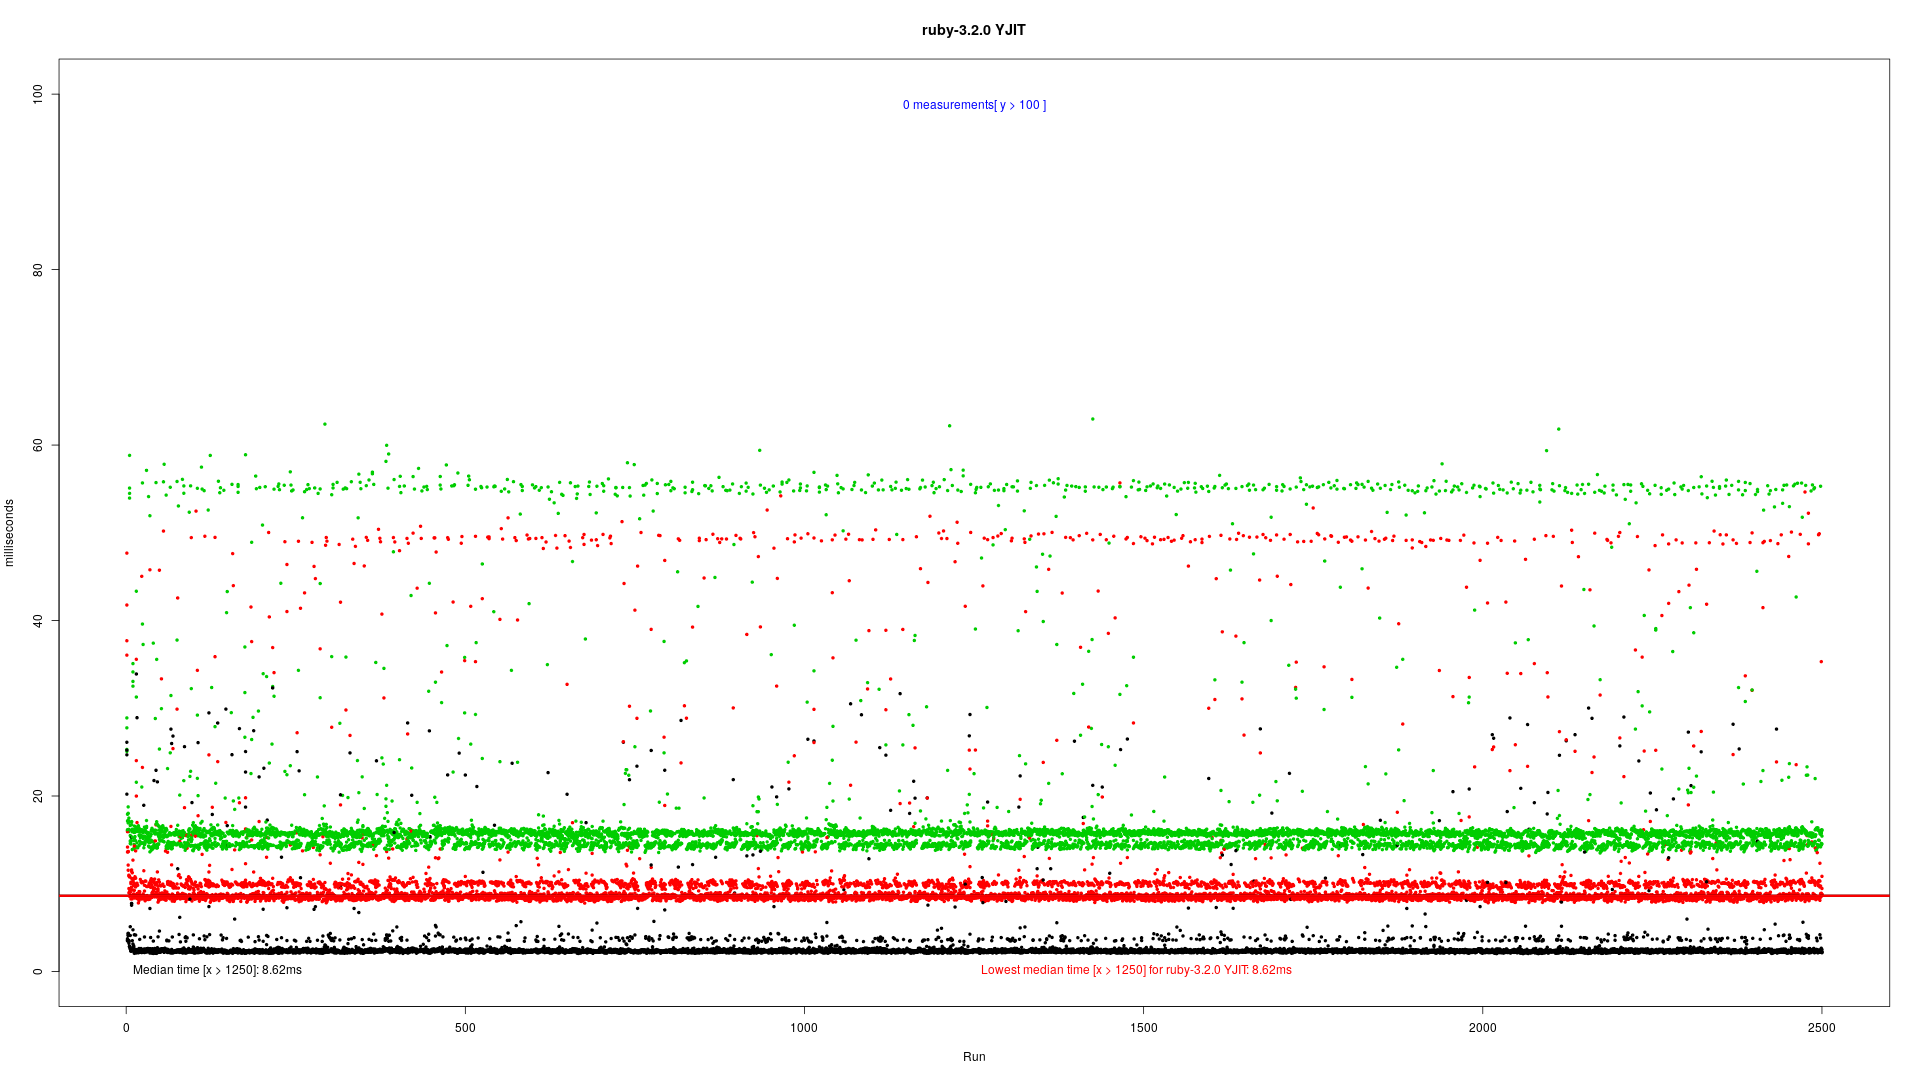 ruby-3.2.0 YJIT
0 measurements[ y > 100 ]
100
80
60
40
20
0
milliseconds
Median time [x > 1250]: 8.62ms
Lowest median time [x > 1250] for ruby-3.2.0 YJIT: 8.62ms
0
500
1000
1500
2000
2500
Run